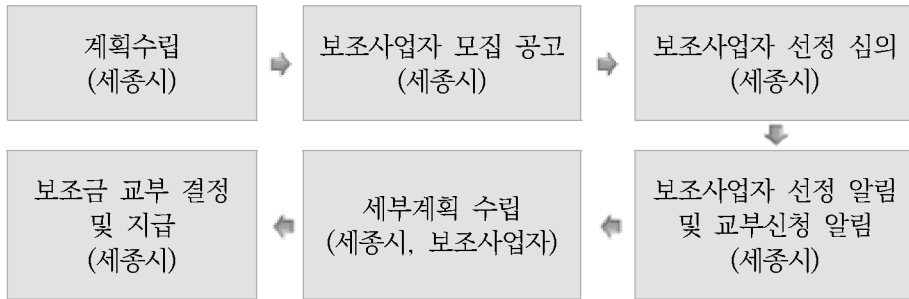 계획수립
(세종시)
보조사업자 모집 공고
(세종시)
보조사업자 선정 심의
(세종시)
보조사업자 선정 알림
및 교부신청 알림
(세종시)
세부계획 수립
(세종시, 보조사업자)
보조금 교부 결정
및 지급
(세종시)